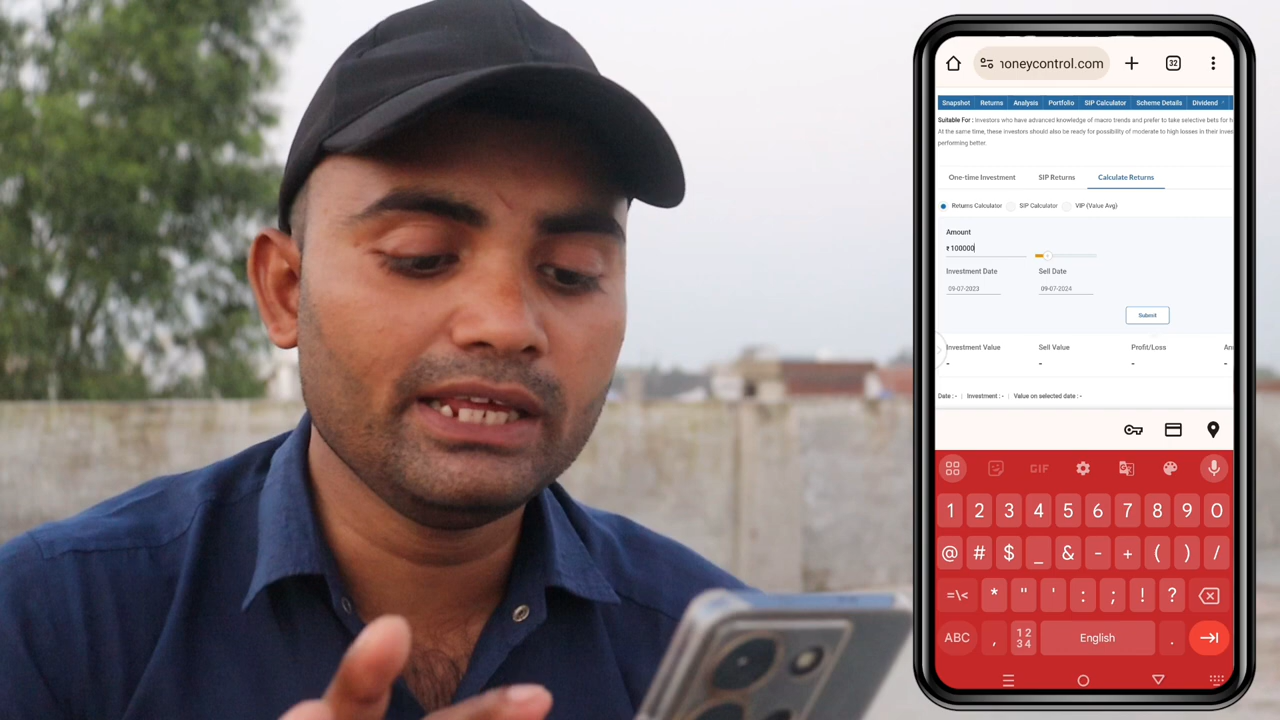 honeycontrol.com
32
Snapshot Returns Analysis Portfolio SIP Calculator Scheme Details Dividend
Suitable For : Investors who have advanced knowledge of macro trends and prefer to take selective bets for h
At the same time, these investors should also be ready for possibility of moderate to high losses in their inves
performing better.
One-time Investment SIP Returns Calculate Returns
Returns Calculator SIP Calculator VIP (Value Avg)
Amount
₹ 100000
Investment Date Sell Date
09-07-2023 09-07-2024
Submit
Investment Value Sell Value Profit/Loss An
- - - -
Date : - | Investment : - | Value on selected date : -
GIF
1 2 3 4 5 6 7 8 9 0
@ # $ _ & - + ( ) /
=\< * " ' : ; ! ?
ABC , 12 34 English .